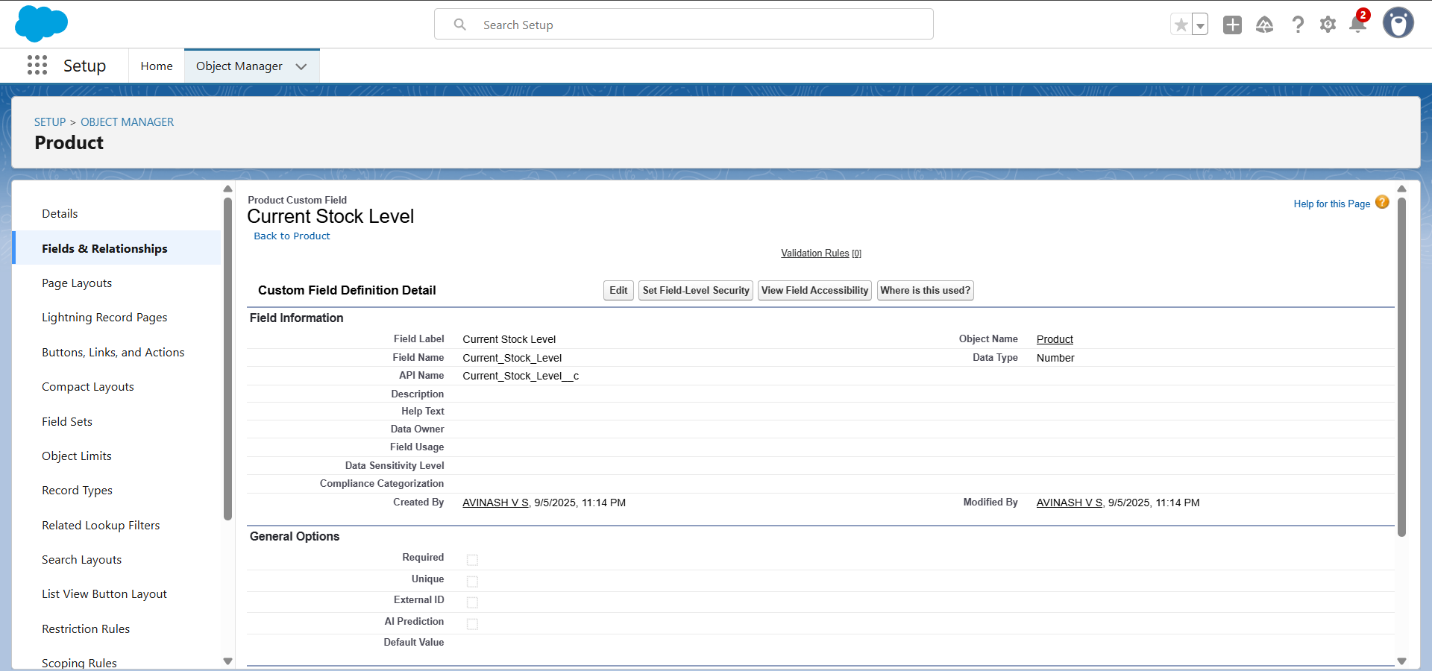 Search Setup
2
Setup
Home
Object Manager
SETUP > OBJECT MANAGER
Product
Details
Fields & Relationships
Page Layouts
Lightning Record Pages
Buttons, Links, and Actions
Compact Layouts
Field Sets
Object Limits
Record Types
Related Lookup Filters
Search Layouts
List View Button Layout
Restriction Rules
Scoping Rules
Product Custom Field
Current Stock Level
Back to Product
Help for this Page ?
Validation Rules [0]
Custom Field Definition Detail
Edit
Set Field-Level Security
View Field Accessibility
Where is this used?
Field Information
Field Label Current Stock Level Object Name Product
Field Name Current_Stock_Level Data Type Number
API Name Current_Stock_Level__c
Description
Help Text
Data Owner
Field Usage
Data Sensitivity Level
Compliance Categorization
Created By AVINASH V S, 9/5/2025, 11:14 PM Modified By AVINASH V S, 9/5/2025, 11:14 PM
General Options
Required
Unique
External ID
AI Prediction
Default Value